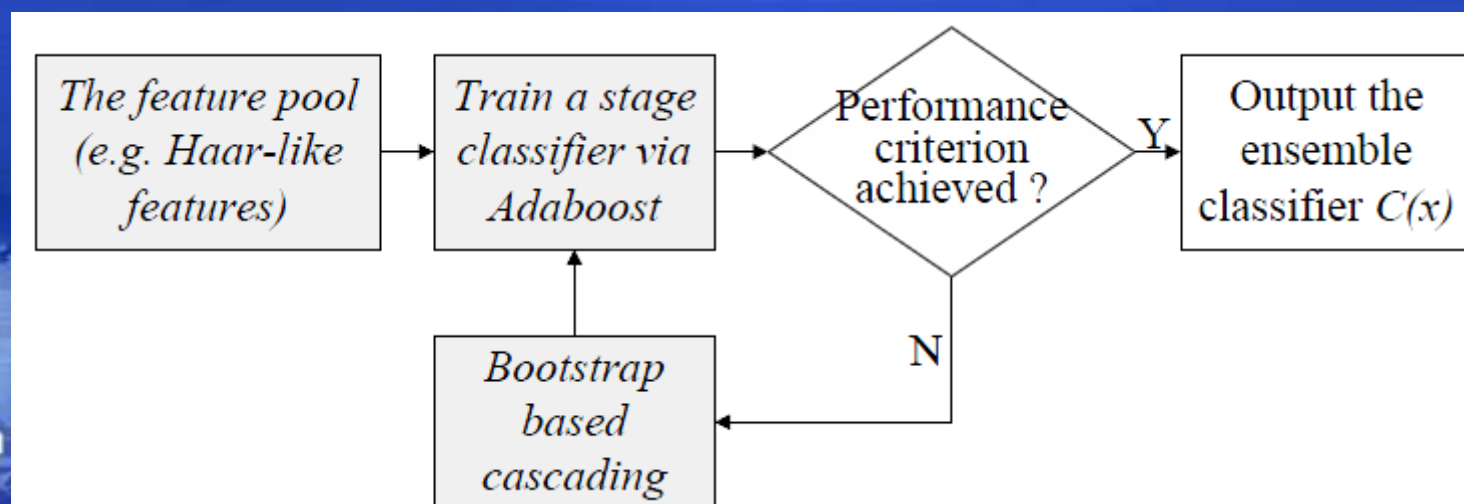 The feature pool
(e.g. Haar-like
features)
Train a stage
classifier via
Adaboost
Performance
criterion
achieved ?
Y
Output the
ensemble
classifier C(x)
N
Bootstrap
based
cascading